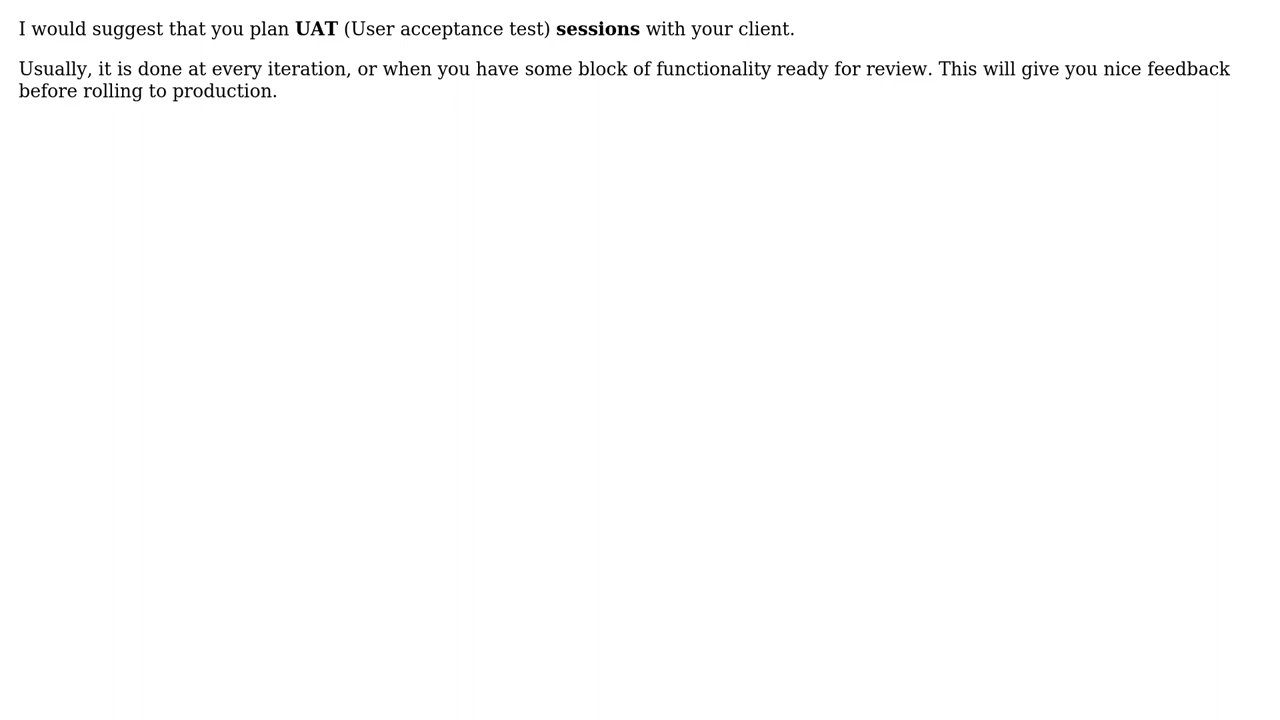 I would suggest that you plan UAT (User acceptance test) sessions with your client.
Usually, it is done at every iteration, or when you have some block of functionality ready for review. This will give you nice feedback
before rolling to production.